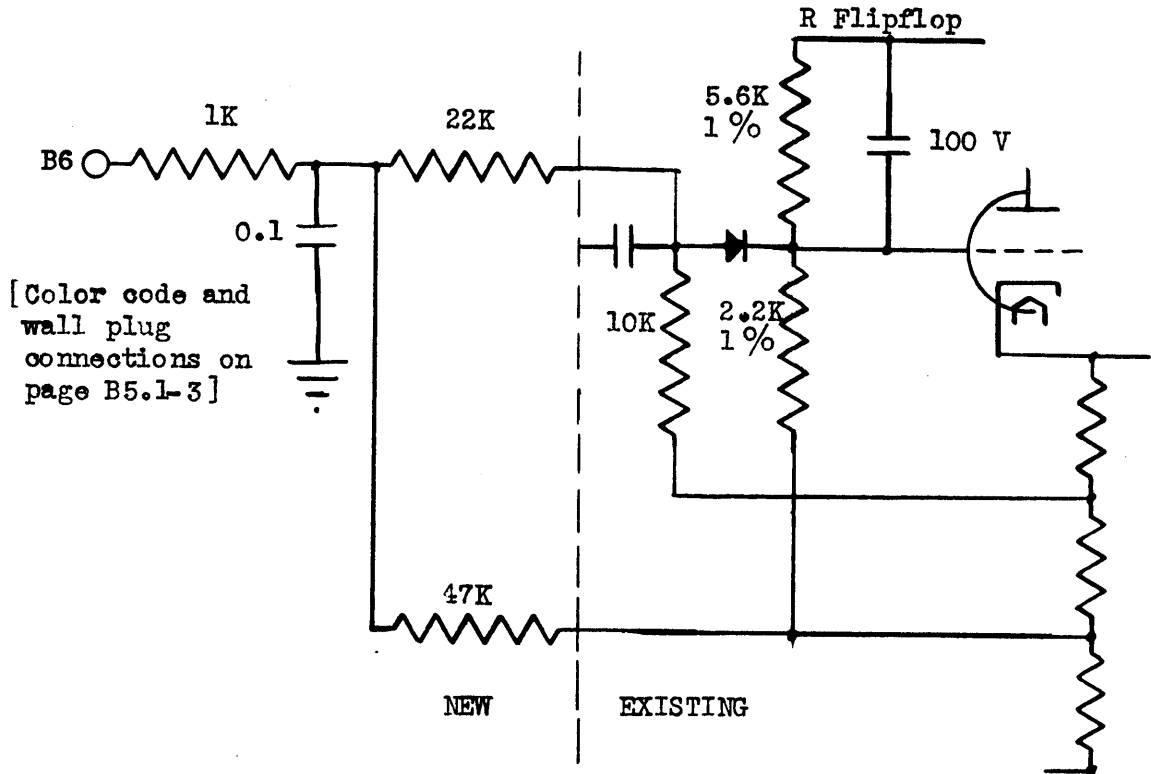 R Flipflop
1K
22K
5.6K
1%
100 V
B6
0.1
[Color code and
wall plug
connections on
page B5.1-3]
10K
2.2K
1%
47K
NEW
EXISTING